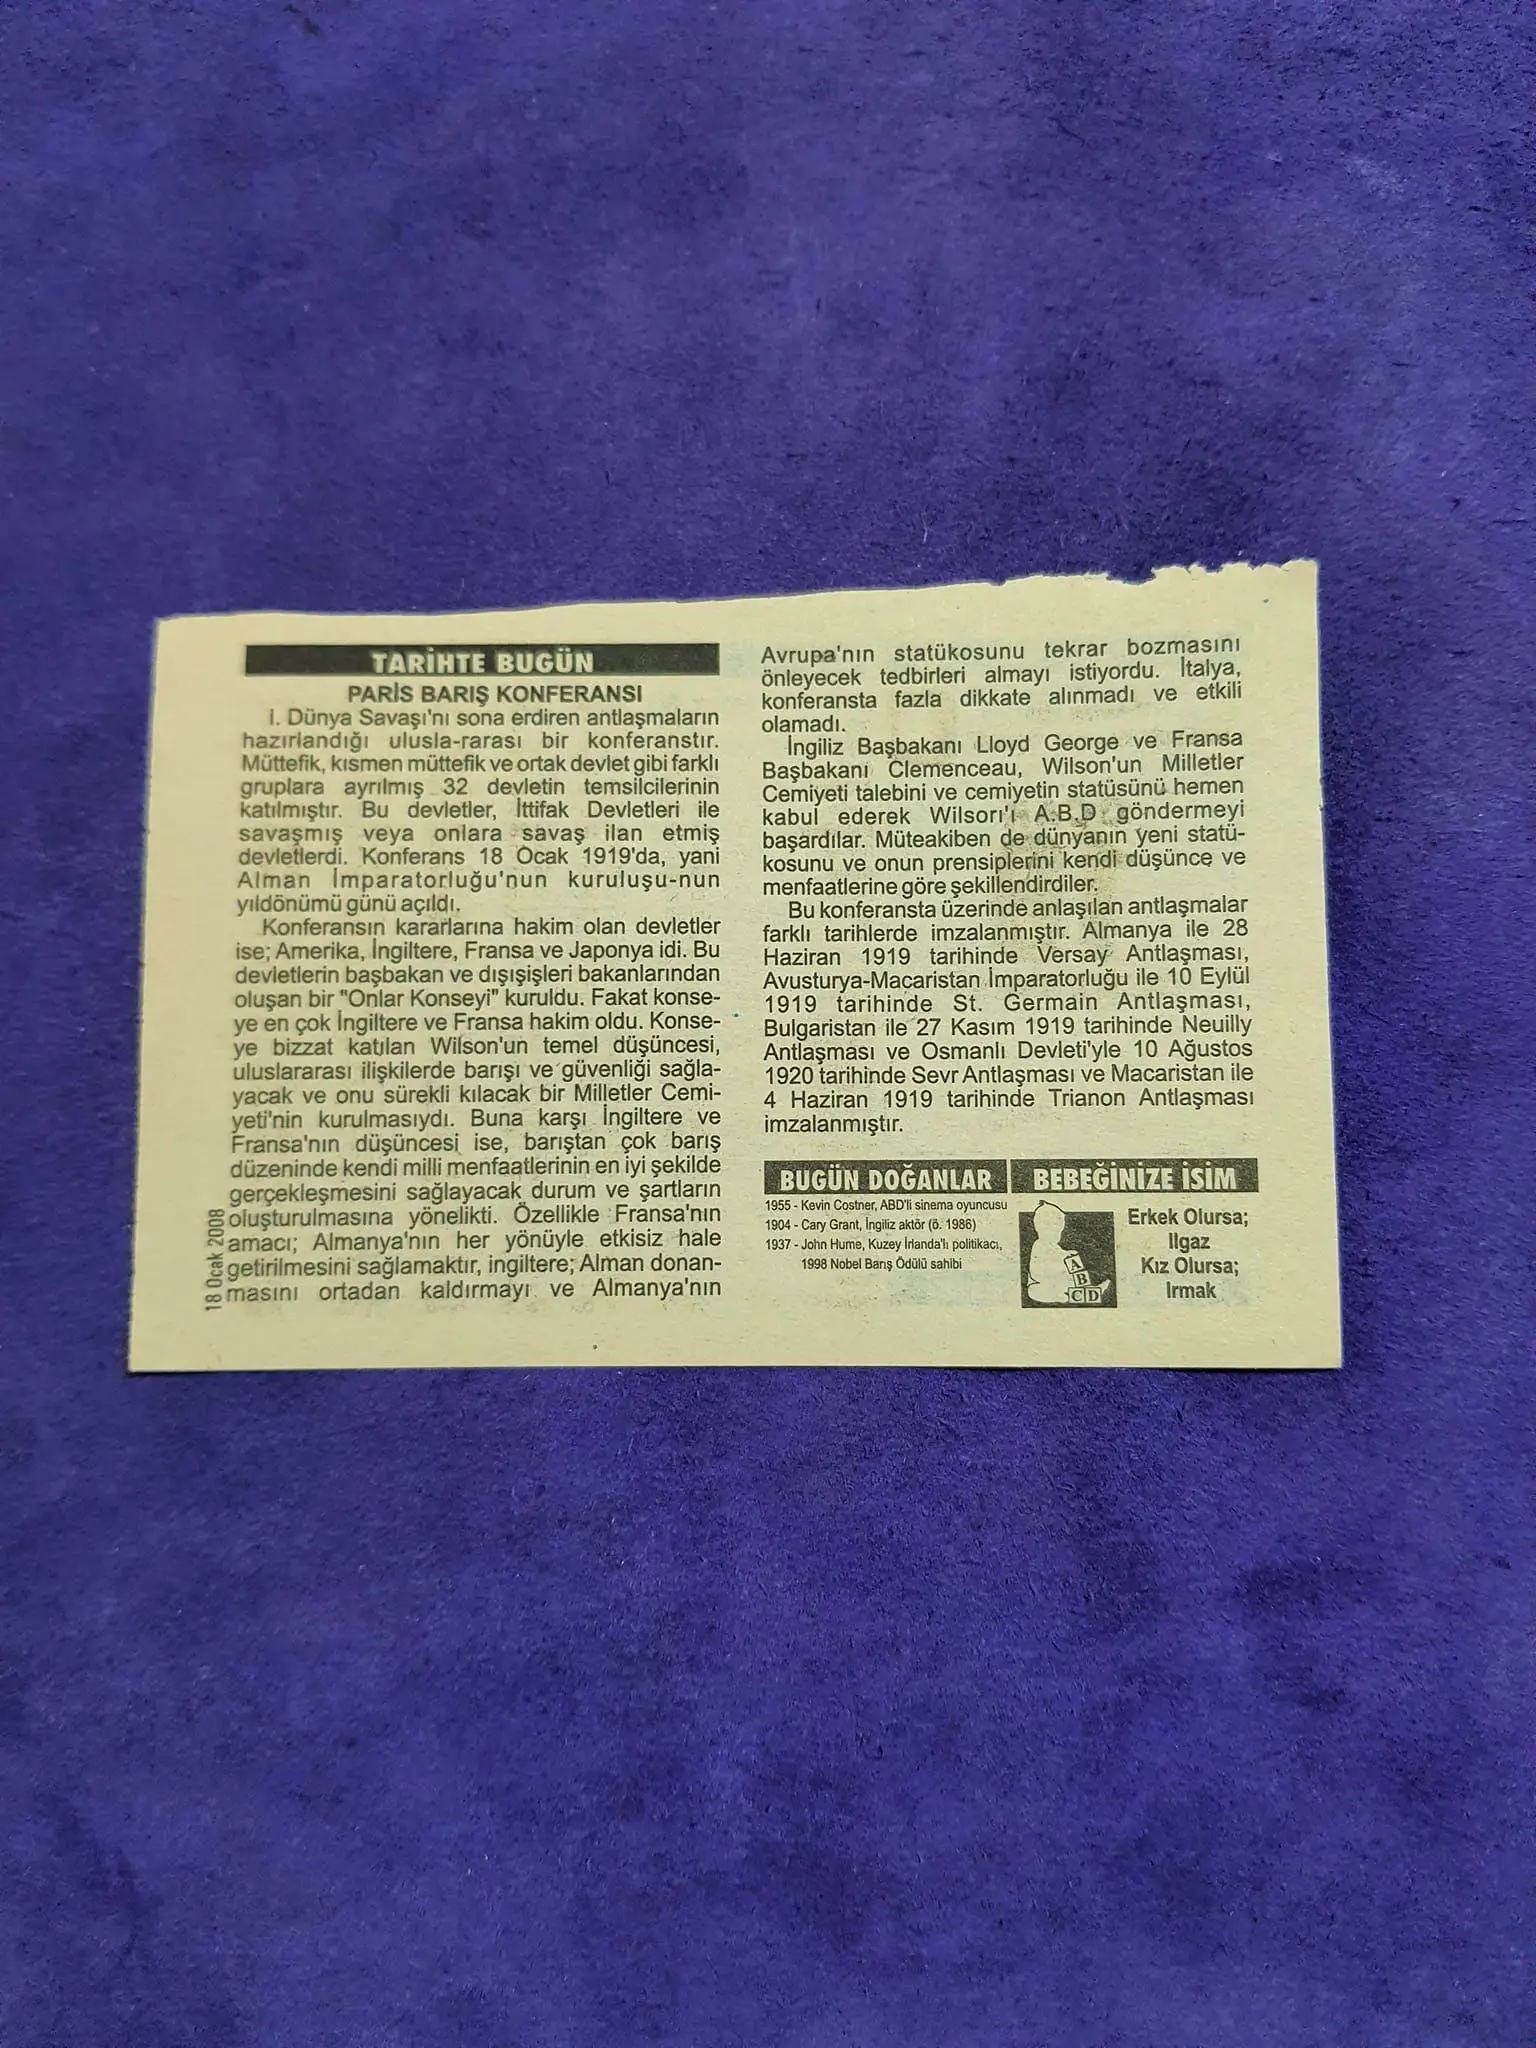 TARİHTE BUGÜN
PARİS BARIŞ KONFERANSI
I. Dünya Savaşı'nı sona erdiren antlaşmaların
hazırlandığı ulusla-rarası bir konferanstır.
Müttefik, kısmen müttefik ve ortak devlet gibi farklı
gruplara ayrılmış 32 devletin temsilcilerinin
katılmıştır. Bu devletler, İttifak Devletleri ile
savaşmış veya onlara savaş ilan etmiş
devletlerdi. Konferans 18 Ocak 1919'da, yani
Alman İmparatorluğu'nun kuruluşu-nun
yıldönümü günü açıldı.
Konferansın kararlarına hakim olan devletler
ise; Amerika, İngiltere, Fransa ve Japonya idi. Bu
devletlerin başbakan ve dışişişleri bakanlarından
oluşan bir "Onlar Konseyi" kuruldu. Fakat konse-
ye en çok İngiltere ve Fransa hakim oldu. Konse-
ye bizzat katılan Wilson'un temel düşüncesi,
uluslararası ilişkilerde barışı ve güvenliği sağla-
yacak ve onu sürekli kılacak bir Milletler Cemi-
yeti'nin kurulmasıydı. Buna karşı İngiltere ve
Fransa'nın düşüncesi ise, barıştan çok barış
düzeninde kendi milli menfaatlerinin en iyi şekilde
gerçekleşmesini sağlayacak durum ve şartların
oluşturulmasına yönelikti. Özellikle Fransa'nın
amacı; Almanya'nın her yönüyle etkisiz hale
getirilmesini sağlamaktır, ingiltere; Alman donan-
masını ortadan kaldırmayı ve Almanya'nın
18 Ocak 2008
Avrupa'nın statükosunu tekrar bozmasını
önleyecek tedbirleri almayı istiyordu. İtalya,
konferansta fazla dikkate alınmadı ve etkili
olamadı.
İngiliz Başbakanı Lloyd George ve Fransa
Başbakanı Clemenceau, Wilson'un Milletler
Cemiyeti talebini ve cemiyetin statüsünü hemen
kabul ederek Wilson'ı A.B.D göndermeyi
başardılar. Müteakiben de dünyanın yeni statü-
kosunu ve onun prensiplerini kendi düşünce ve
menfaatlerine göre şekillendirdiler.
Bu konferansta üzerinde anlaşılan antlaşmalar
farklı tarihlerde imzalanmıştır. Almanya ile 28
Haziran 1919 tarihinde Versay Antlaşması,
Avusturya-Macaristan İmparatorluğu ile 10 Eylül
1919 tarihinde St. Germain Antlaşması,
Bulgaristan ile 27 Kasım 1919 tarihinde Neuilly
Antlaşması ve Osmanlı Devleti'yle 10 Ağustos
1920 tarihinde Sevr Antlaşması ve Macaristan ile
4 Haziran 1919 tarihinde Trianon Antlaşması
imzalanmıştır.
BUGÜN DOĞANLAR
1955 - Kevin Costner, ABD'li sinema oyuncusu
1904 - Cary Grant, İngiliz aktör (ö. 1986)
1937 - John Hume, Kuzey İrlanda'lı politikacı,
1998 Nobel Barış Ödülü sahibi
BEBEĞİNİZE İSİM
Erkek Olursa;
Ilgaz
Kız Olursa;
Irmak
A
B
C D